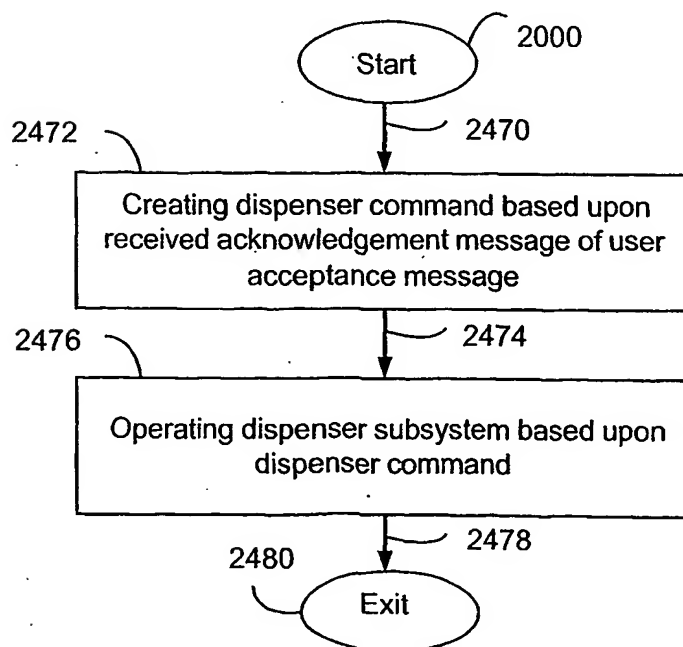 2000
Start
2470
2472
Creating dispenser command based upon
received acknowledgement message of user
acceptance message
2474
2476
Operating dispenser subsystem based upon
dispenser command
2478
2480
Exit